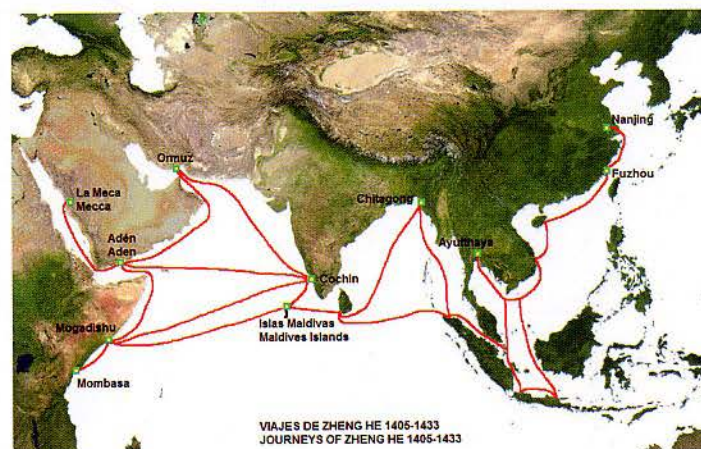 Nanjing
Ormuz
Fuzhou
La Meca
Mecca
Chitagong
Adén
Aden
Ayutthaya
Cochin
Mogadishu
Islas Maldivas
Maldives Islands
Mombasa
VIAJES DE ZHENG HE 1405-1433
JOURNEYS OF ZHENG HE 1405-1433